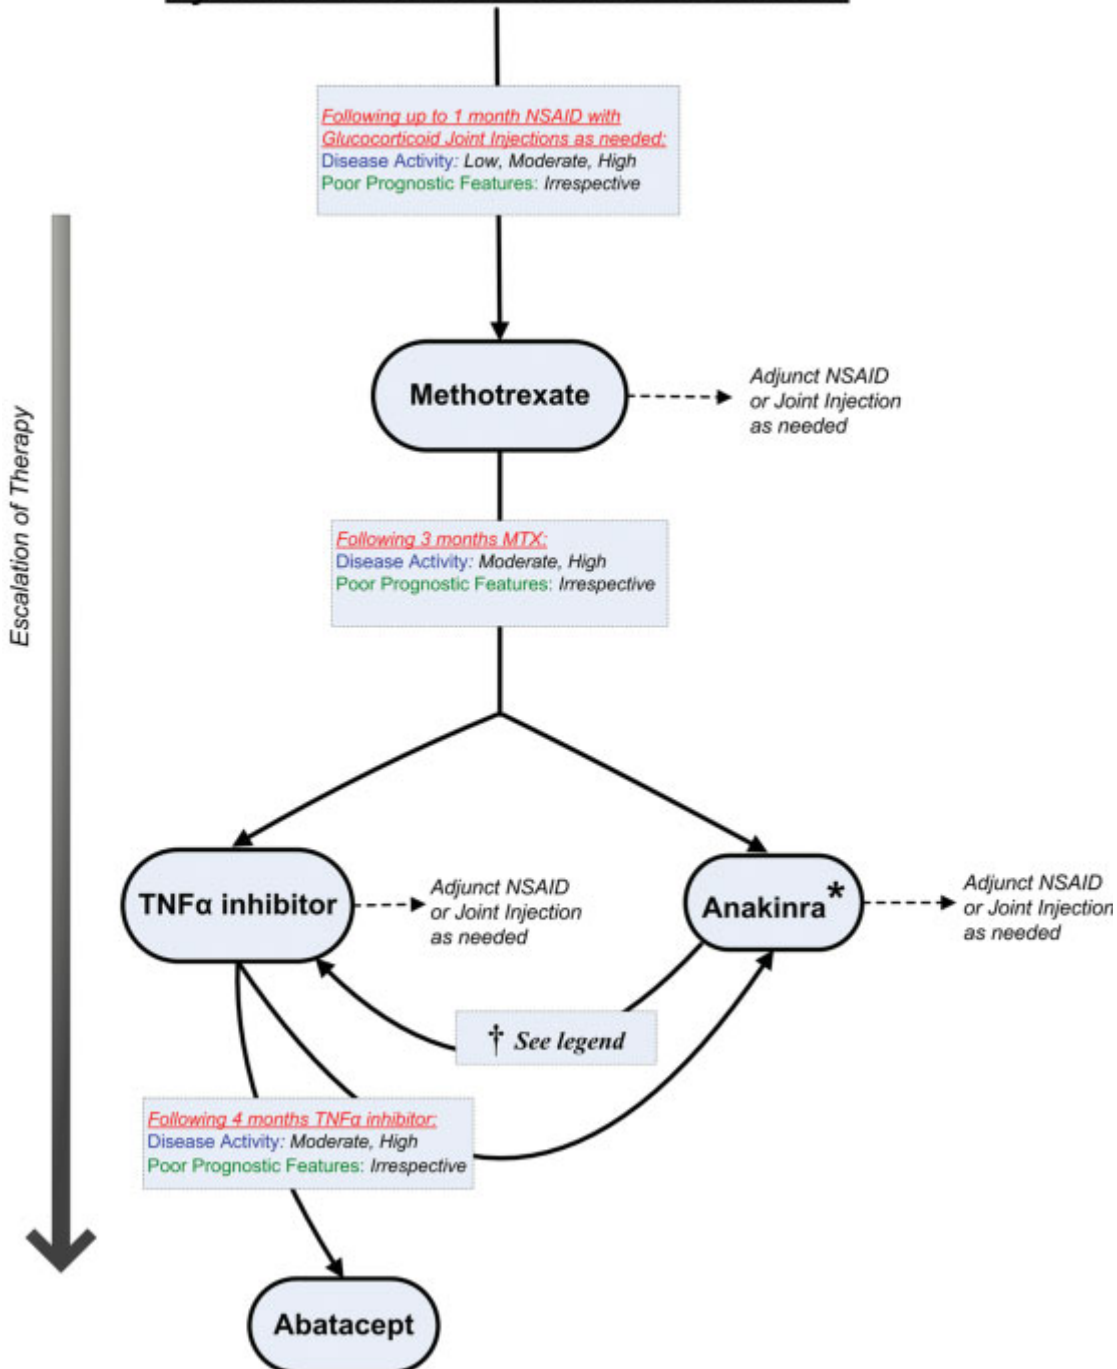 Following up to 1 month NSAID with
Glucocorticoid Joint Injections as needed:
Disease Activity: Low, Moderate, High
Poor Prognostic Features: Irrespective
Methotrexate
Adjunct NSAID
or Joint Injection
as needed
Escalation of Therapy
Following 3 months MTX:
Disease Activity: Moderate, High
Poor Prognostic Features: Irrespective
TNFα inhibitor
Adjunct NSAID
or Joint Injection
as needed
Anakinra*
Adjunct NSAID
or Joint Injection
as needed
† See legend
Following 4 months TNFα inhibitor:
Disease Activity: Moderate, High
Poor Prognostic Features: Irrespective
Abatacept